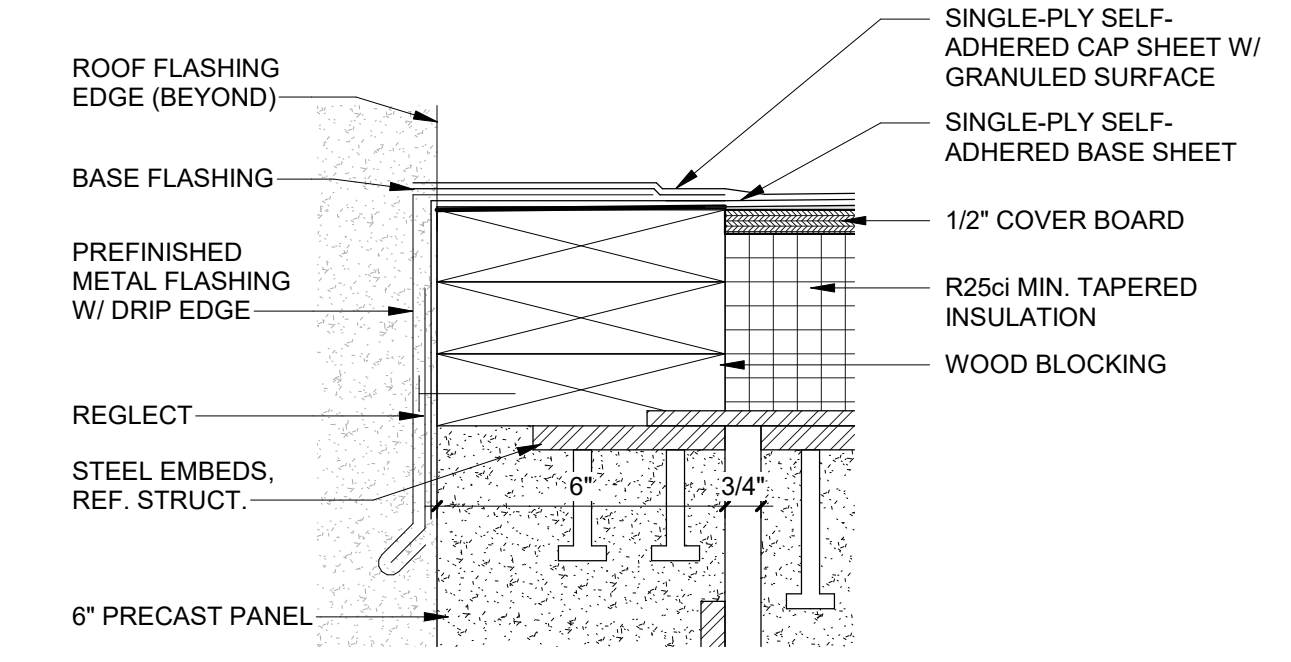 ROOF FLASHING
EDGE (BEYOND)
BASE FLASHING
PREFINISHED
METAL FLASHING
W/ DRIP EDGE
REGLECT
STEEL EMBEDS,
REF. STRUCT.
6" PRECAST PANEL
6"
3/4"
SINGLE-PLY SELF-
ADHERED CAP SHEET W/
GRANULED SURFACE
SINGLE-PLY SELF-
ADHERED BASE SHEET
1/2" COVER BOARD
R25ci MIN. TAPERED
INSULATION
WOOD BLOCKING